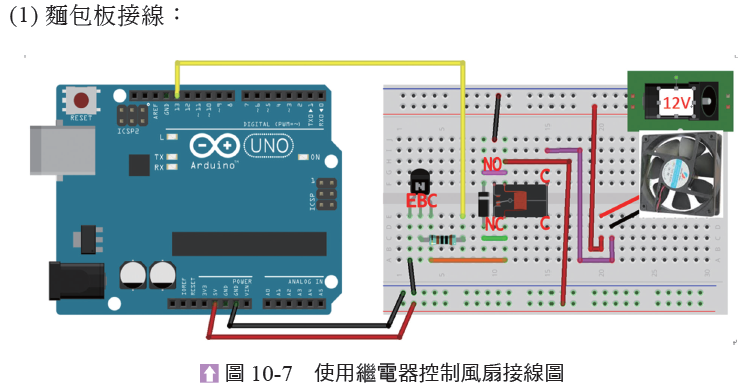 (1) 麵包板接線：
AREF
GND
13
12
~11
~10
~9
8
7
~6
~5
4
~3
2
TX0▶1
RX0◀0
RESET
ICSP2
DIGITAL (PWM=~)
L
TX
RX
UNO
ON
Arduino™
ICSP
12V
NO
C
N
EBC
NC
C
POWER
ANALOG IN
IOREF
RESET
3V3
5V
GND
GND
VIN
A0
A1
A2
A3
A4
A5
圖 10-7 使用繼電器控制風扇接線圖